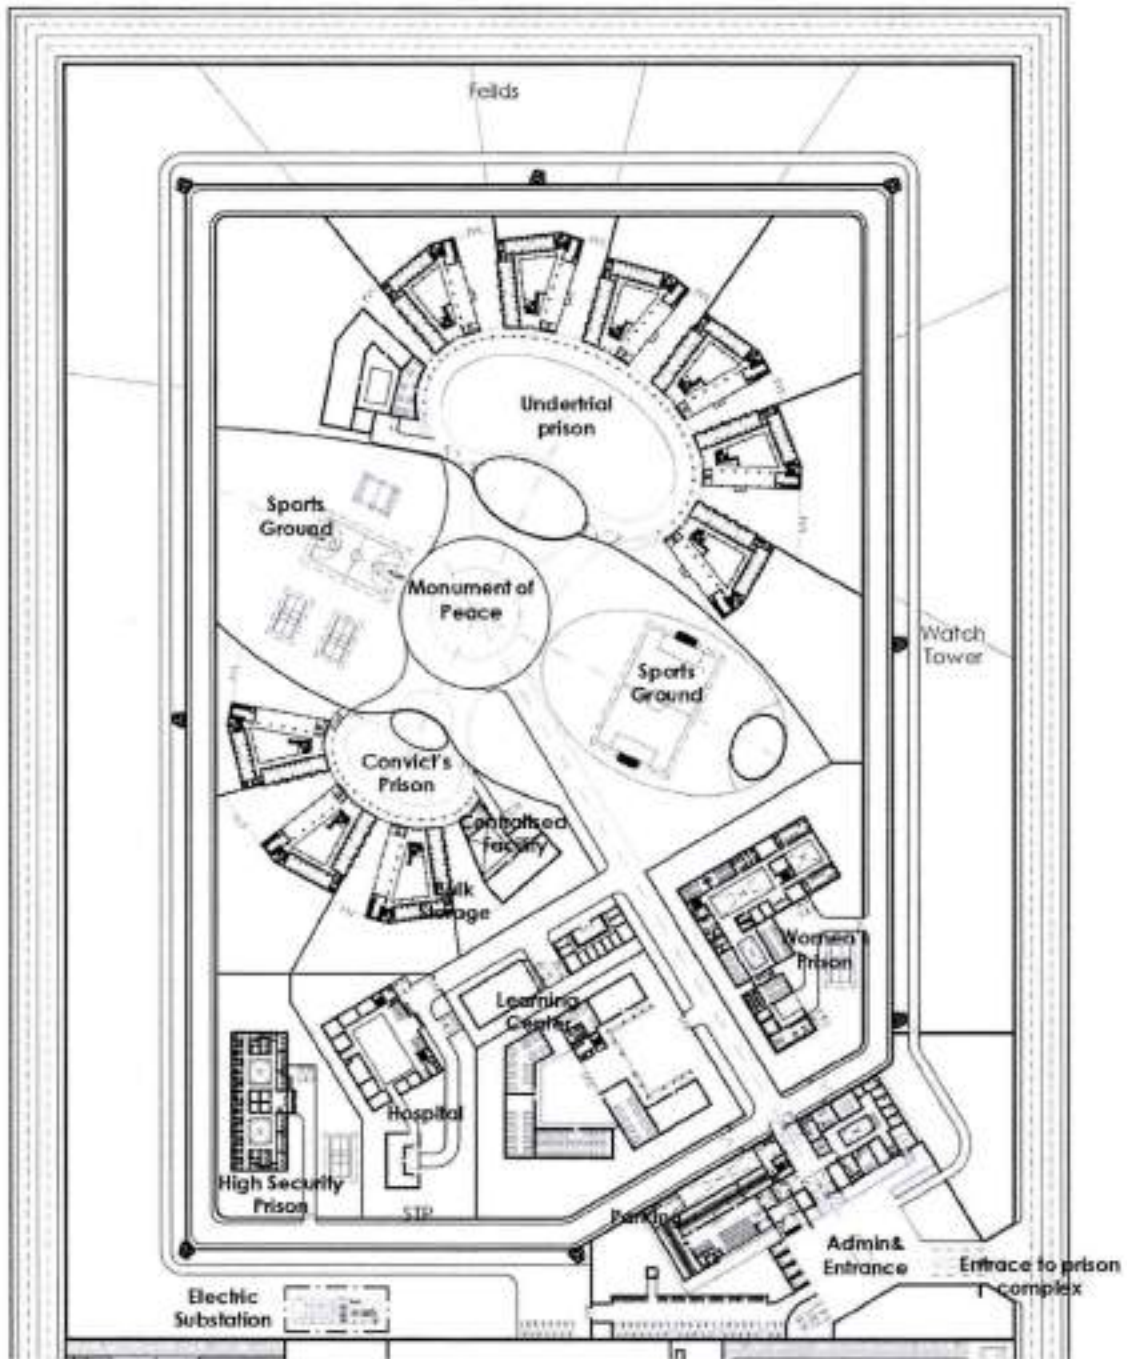 Feilds
Undertrial
prison
Sports
Ground
Monument of
Peace
Watch
Tower
Sports
Ground
Convict's
Prison
Centralised
facility
Bulk
Storage
Women's
Prison
Learning
Center
Hospital
High Security
Prison
STP
Parking
Admin&
Entrance
Entrace to prison
complex
Electric
Substation